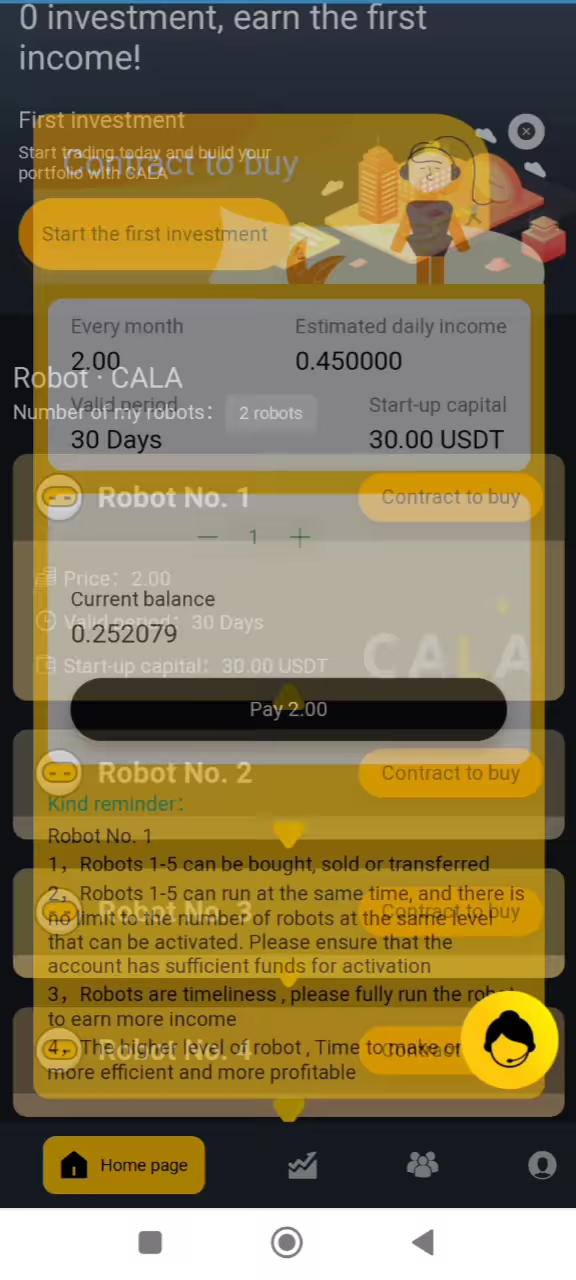 0 investment, earn the first
income!
First investment
Start trading today and build your
portfolio with CALA
Contract to buy
Start the first investment
Every month
Estimated daily income
2.00
0.450000
Robot · CALA
Number of my robots：
2 robots
Valid period
Start-up capital
30 Days
30.00 USDT
Robot No. 1
Contract to buy
— 1 +
Price： 2.00
Current balance
Valid period： 30 Days
0.252079
CALA
Start-up capital： 30.00 USDT
Pay 2.00
Robot No. 2
Contract to buy
Kind reminder：
Robot No. 1
1，Robots 1-5 can be bought, sold or transferred
2，Robots 1-5 can run at the same time, and there is
no limit to the number of robots at the same level
that can be activated. Please ensure that the
account has sufficient funds for activation
Robot No. 3
Contract to buy
3，Robots are timeliness , please fully run the robot
to earn more income
4，The higher level of robot , Time to make or
more efficient and more profitable
Robot No. 4
Contract
Home page